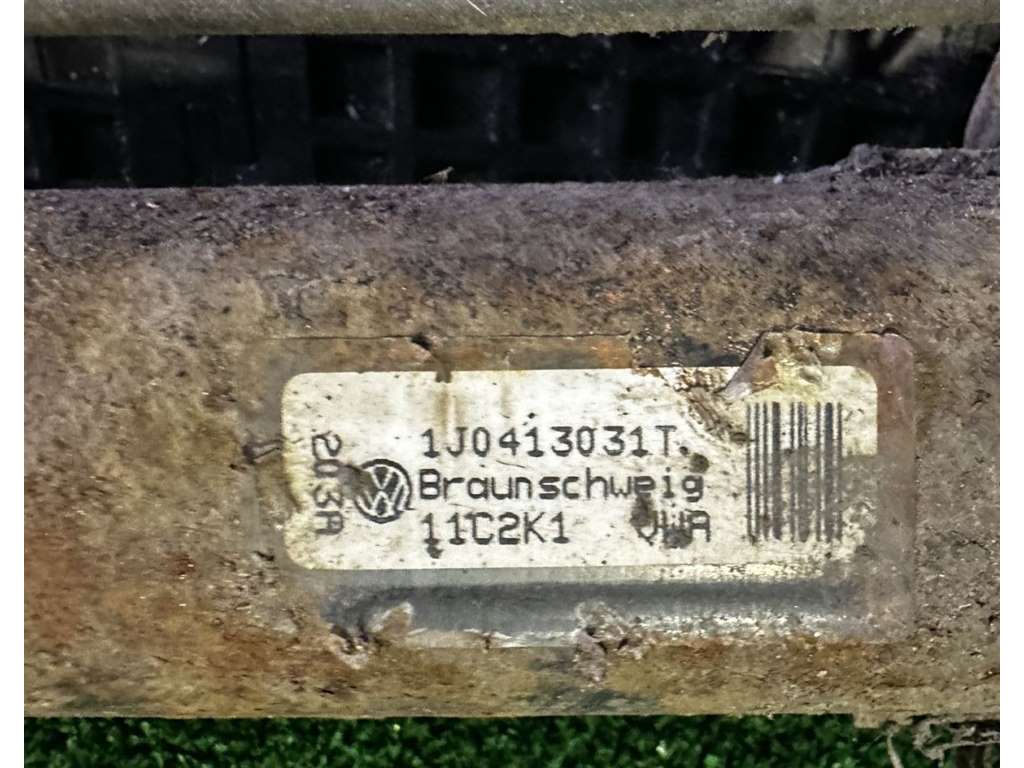 203A
1J0413031T.
Braunschweig
11C2K1 VWA